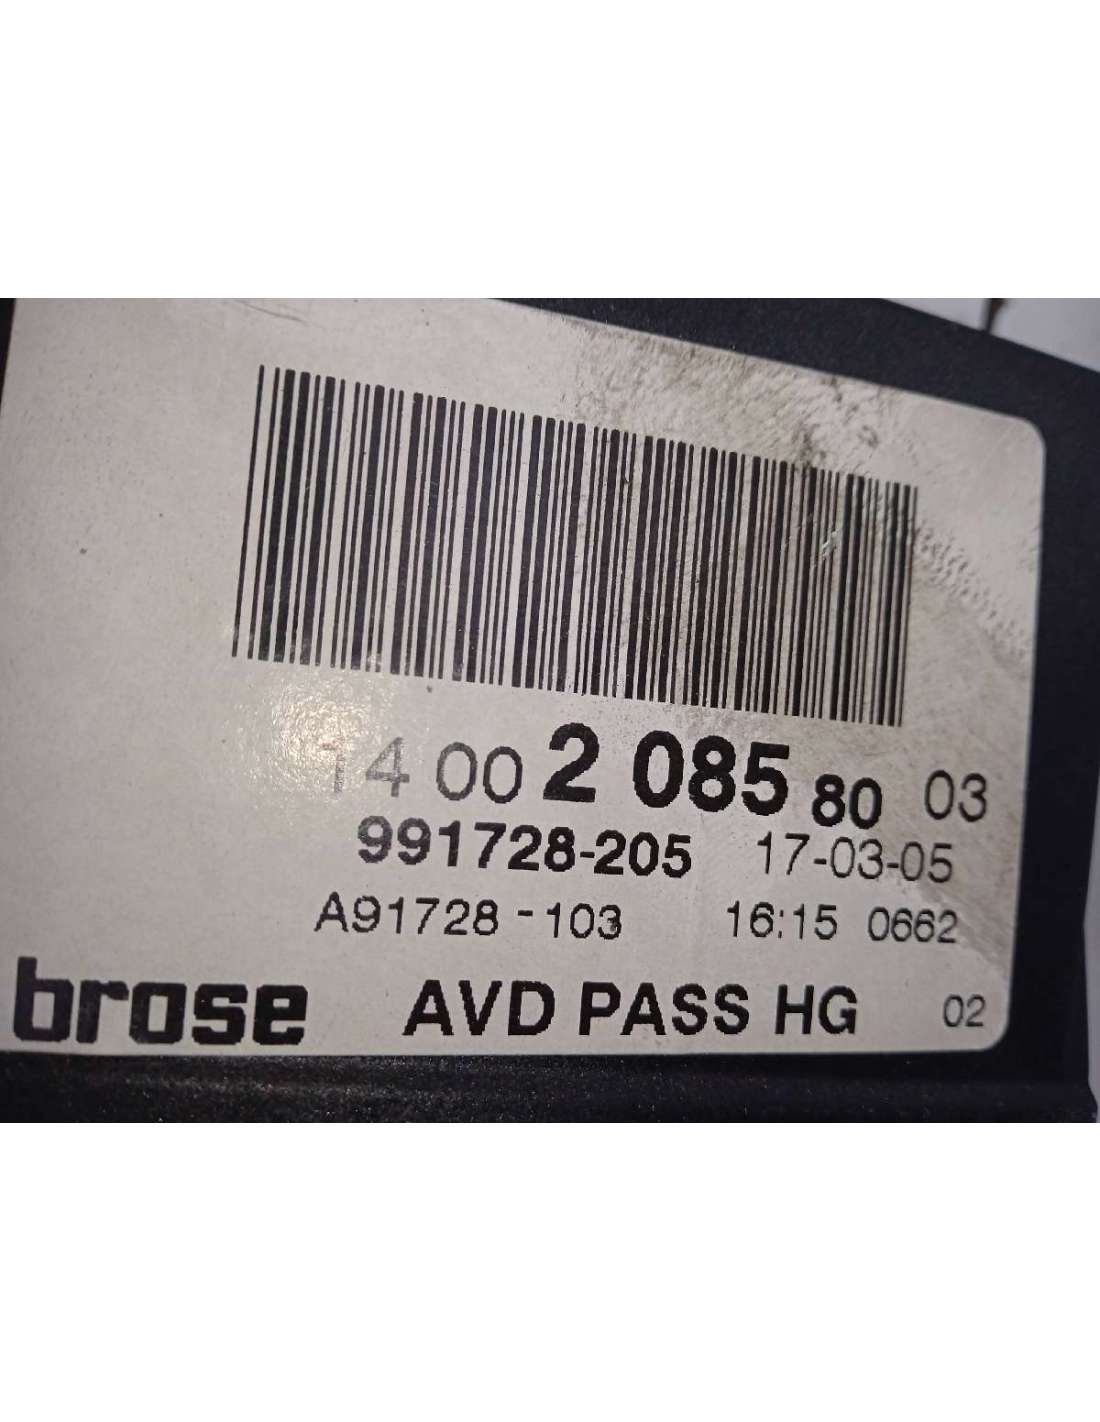 14 00 2 085 80 03
991728-205 17-03-05
A91728-103 16:15 0662
brose AVD PASS HG 02